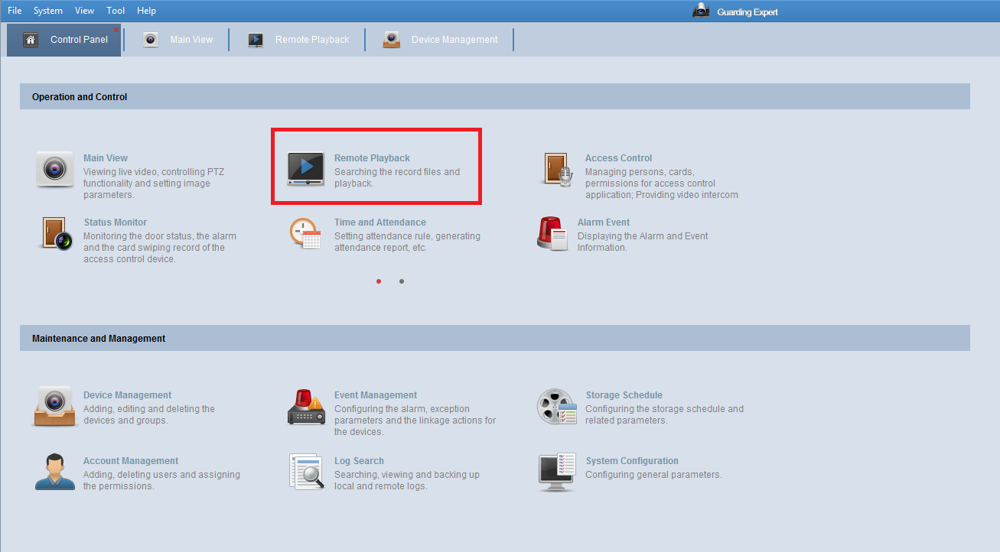 File System View Tool Help Guarding Expert
Control Panel Main View Remote Playback Device Management
Operation and Control
Main View
Viewing live video, controlling PTZ
functionality and setting image
parameters.
Remote Playback
Searching the record files and
playback.
Access Control
Managing persons, cards,
permissions for access control
application; Providing video intercom
Status Monitor
Monitoring the door status, the alarm
and the card swiping record of the
access control device.
Time and Attendance
Setting attendance rule, generating
attendance report, etc.
Alarm Event
Displaying the Alarm and Event
Information.
Maintenance and Management
Device Management
Adding, editing and deleting the
devices and groups.
Event Management
Configuring the alarm, exception
parameters and the linkage actions for
the devices.
Storage Schedule
Configuring the storage schedule and
related parameters.
Account Management
Adding, deleting users and assigning
the permissions.
Log Search
Searching, viewing and backing up
local and remote logs.
System Configuration
Configuring general parameters.